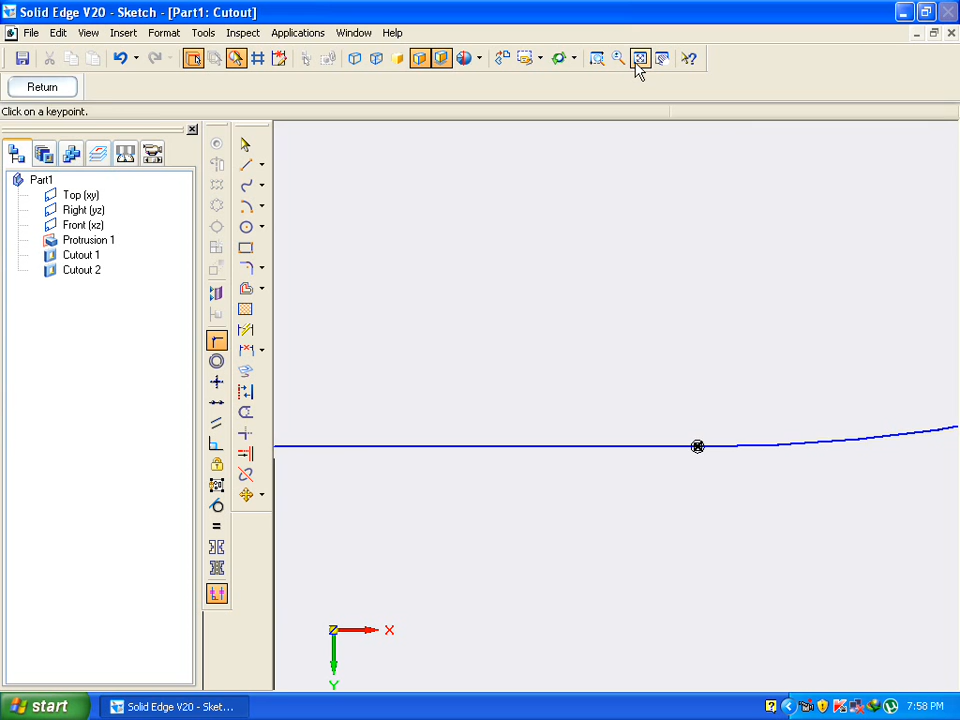 Solid Edge V20 - Sketch - [Part1: Cutout]
File Edit View Insert Format Tools Inspect Applications Window Help
Return
Click on a keypoint.
Part1
Top (xy)
Right (yz)
Front (xz)
Protrusion 1
Cutout 1
Cutout 2
Z X
Y
start Solid Edge V20 - Sket... 7:58 PM